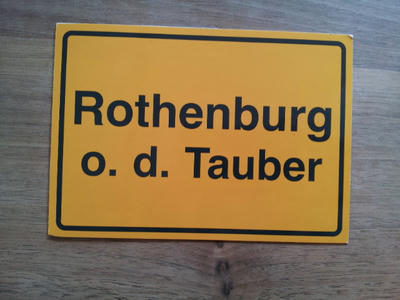 Rothenburg
o. d. Tauber